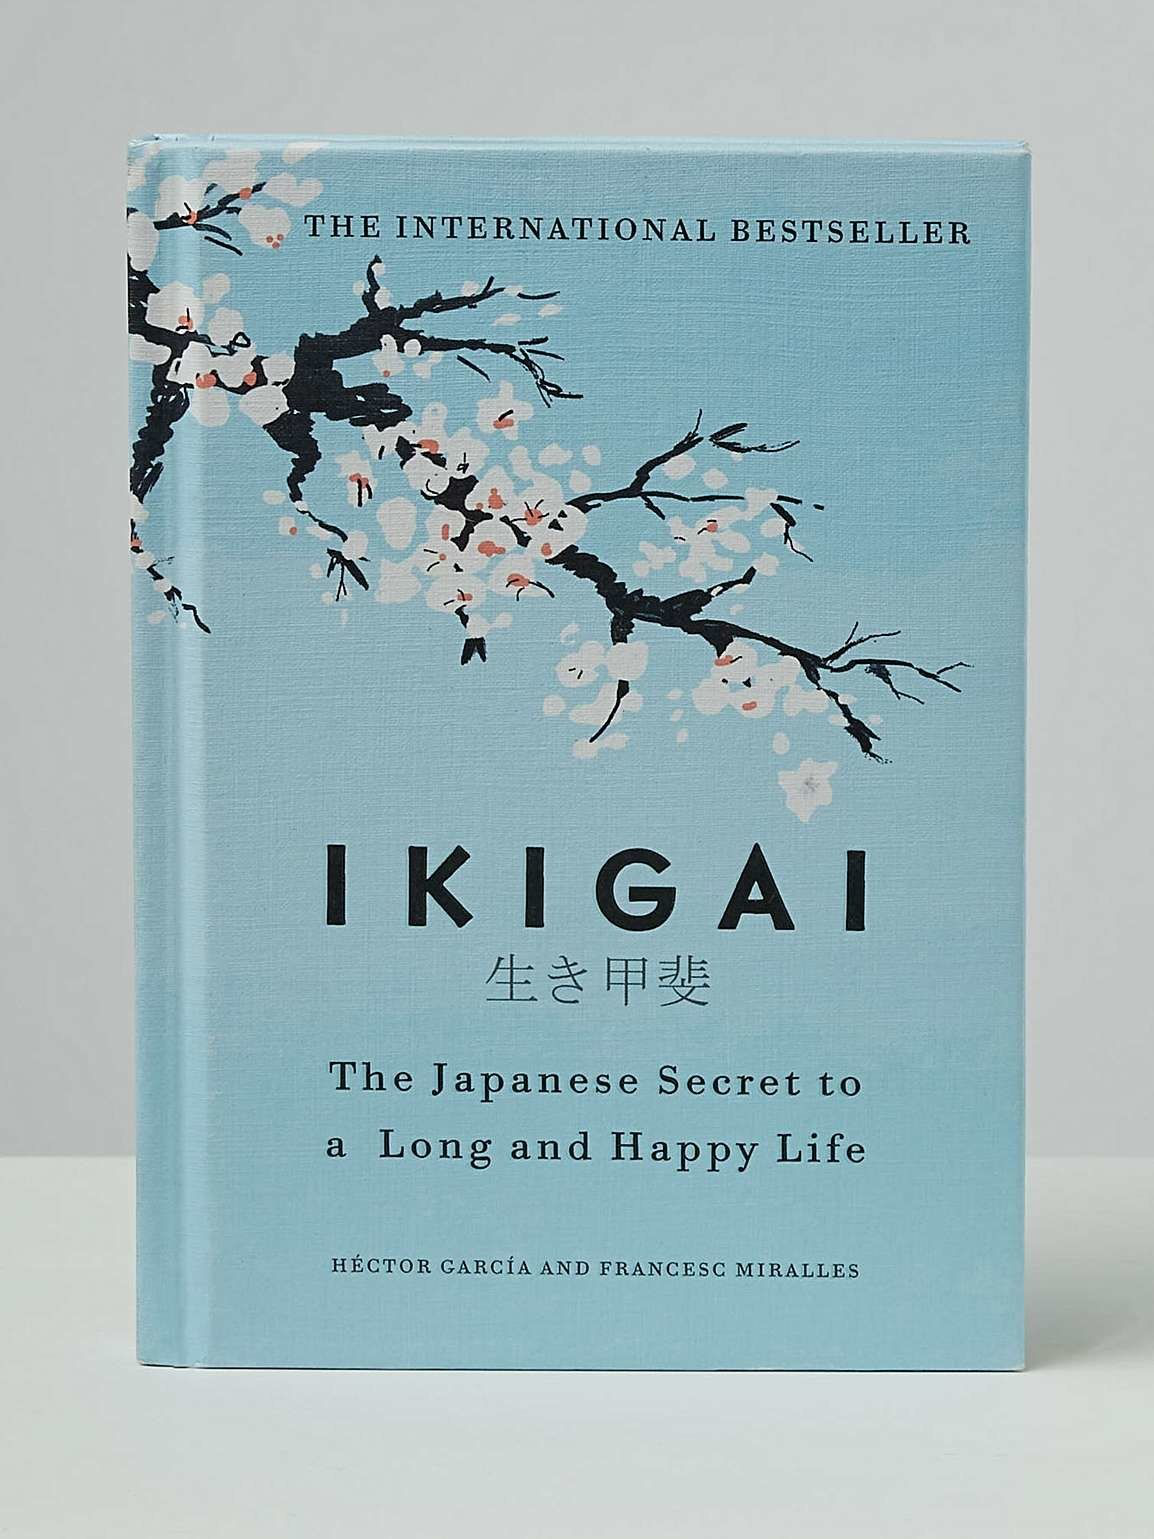 THE INTERNATIONAL BESTSELLER
IKIGAI
生き甲斐
The Japanese Secret to
a Long and Happy Life
HÉCTOR GARCÍA AND FRANCESC MIRALLES